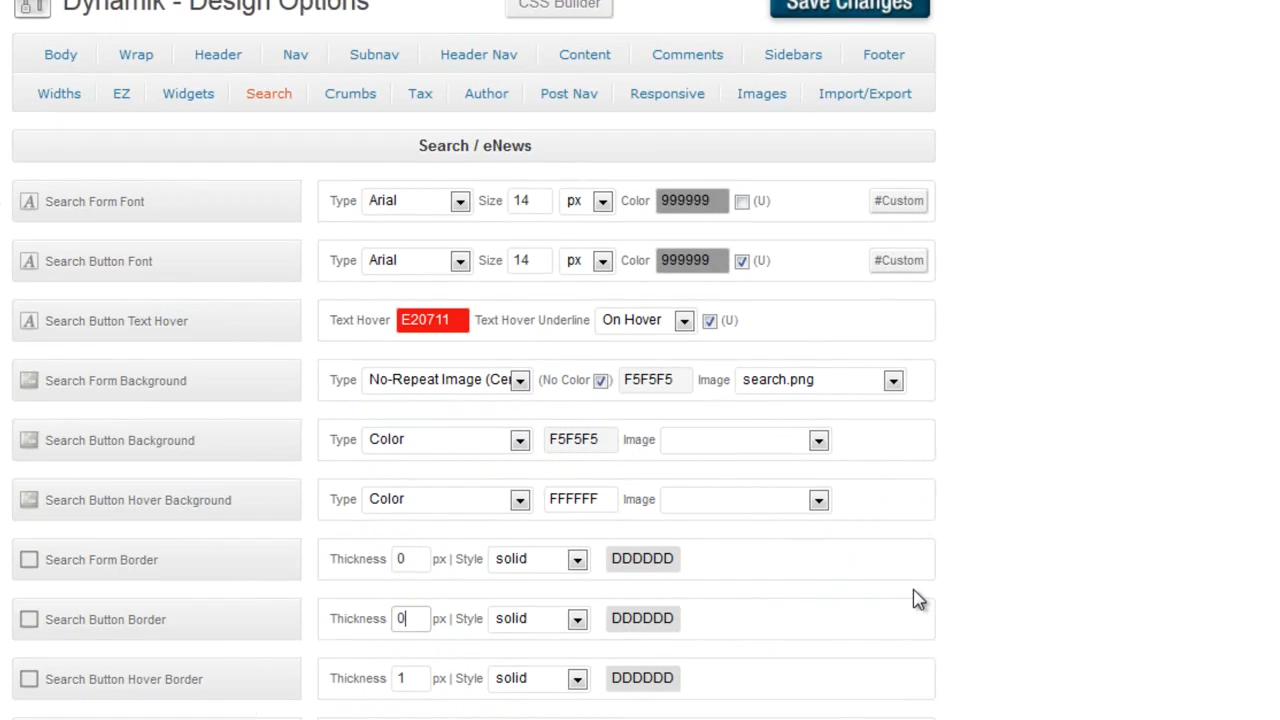 Dynamik - Design Options CSS Builder Save Changes
Body Wrap Header Nav Subnav Header Nav Content Comments Sidebars Footer
Widths EZ Widgets Search Crumbs Tax Author Post Nav Responsive Images Import/Export
Search / eNews
Search Form Font Type Arial Size 14 px Color 999999 (U) #Custom
Search Button Font Type Arial Size 14 px Color 999999 (U) #Custom
Search Button Text Hover Text Hover E20711 Text Hover Underline On Hover (U)
Search Form Background Type No-Repeat Image (Cer (No Color ) F5F5F5 Image search.png
Search Button Background Type Color F5F5F5 Image
Search Button Hover Background Type Color FFFFFF Image
Search Form Border Thickness 0 px | Style solid DDDDDD
Search Button Border Thickness 0 px | Style solid DDDDDD
Search Button Hover Border Thickness 1 px | Style solid DDDDDD